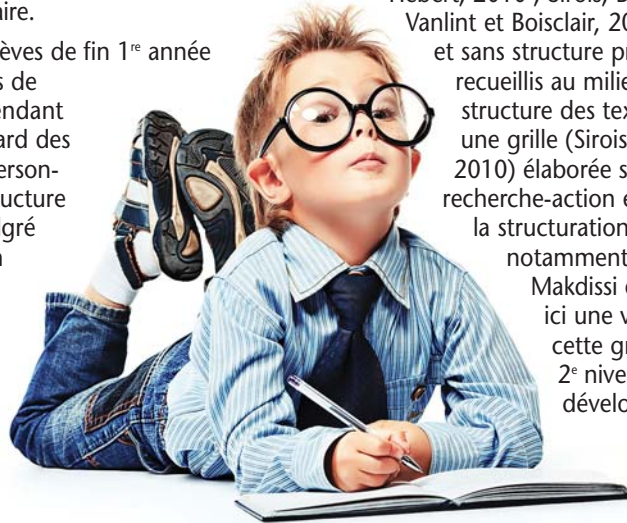 aire.
èves de fin 1re année
s de
endant
ard des
erson-
ucture
gré
Hébert, 2010 ; Sirois, B
Vanlint et Boisclair, 20
et sans structure pr
recueillis au milie
structure des tex
une grille (Sirois
2010) élaborée s
recherche-action e
la structuration
notamment
Makdissi e
ici une v
cette gr
2e nive
dévelo